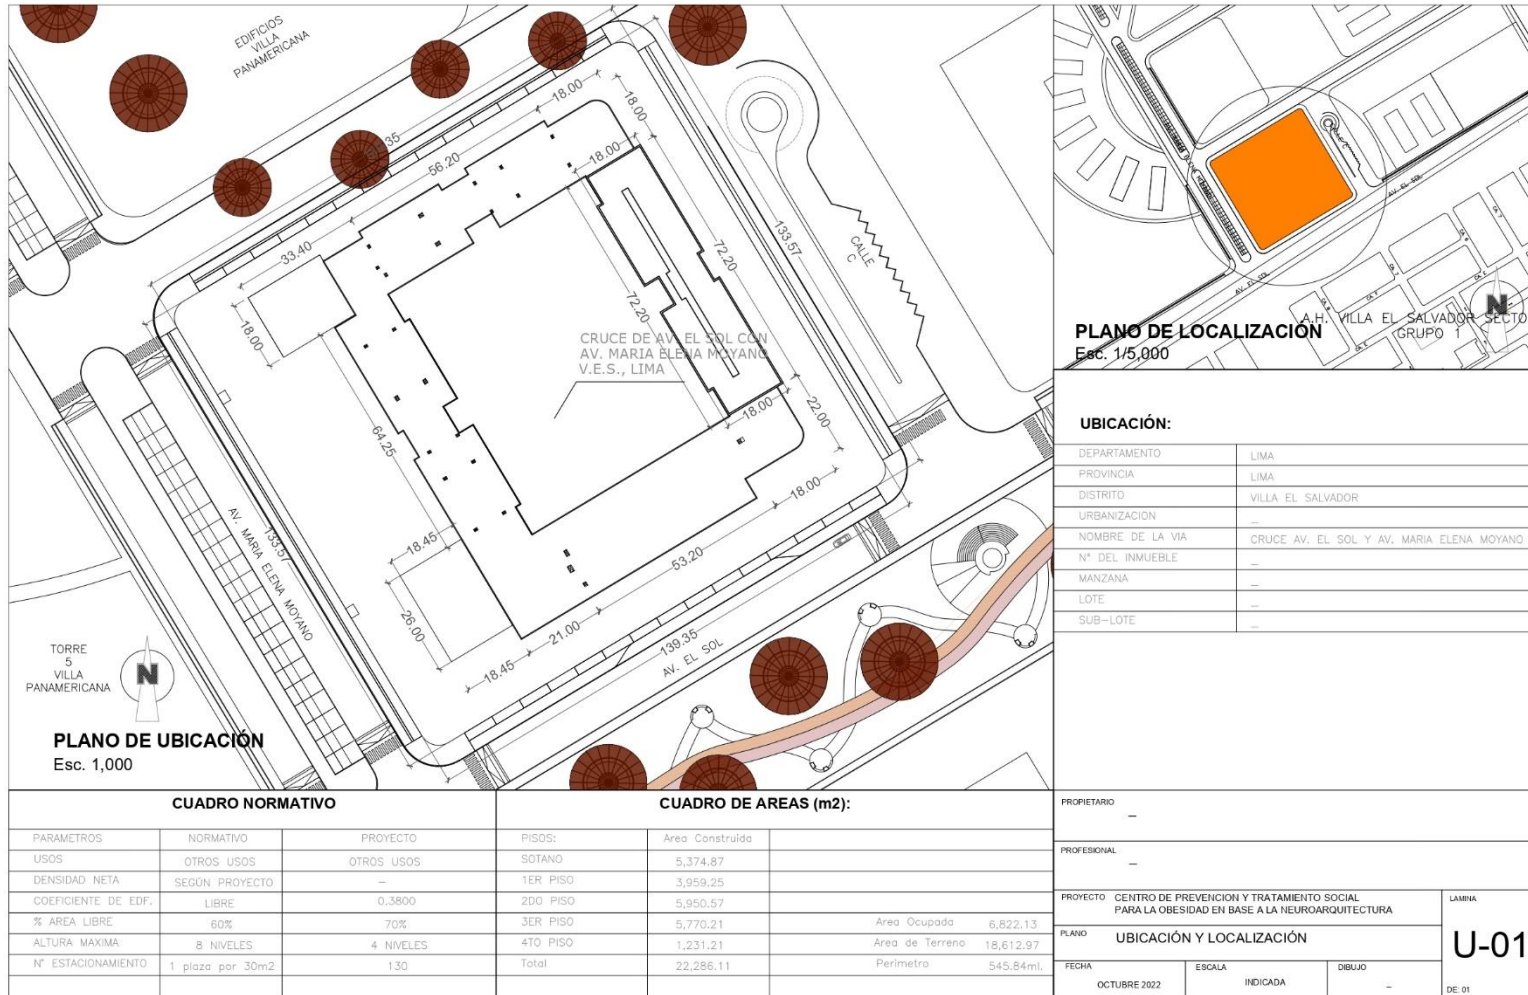 EDIFICIOS
VILLA
PANAMERICANA
18.00
18.00
56.20
18.00
33.40
133.57
CALLE
C
72.20
72.20
18.00
CRUCE DE AV. EL SOL CON
AV. MARIA ELENA MOYANO
V.E.S., LIMA
18.00
22.00
64.25
18.00
18.45
53.20
AV. MARIA ELENA MOYANO
133.57
26.00
21.00
18.45
139.35
AV. EL SOL
TORRE
5
VILLA
PANAMERICANA
N
PLANO DE UBICACIÓN
Esc. 1,000
AV. EL SOL
AV. EL SOL
N
A.H. VILLA EL SALVADOR SECTO
GRUPO 1
PLANO DE LOCALIZACIÓN
Esc. 1/5,000
UBICACIÓN:
DEPARTAMENTO LIMA
PROVINCIA LIMA
DISTRITO VILLA EL SALVADOR
URBANIZACION _
NOMBRE DE LA VIA CRUCE AV. EL SOL Y AV. MARIA ELENA MOYANO
N° DEL INMUEBLE _
MANZANA _
LOTE _
SUB-LOTE _
CUADRO NORMATIVO
PARAMETROS NORMATIVO PROYECTO
USOS OTROS USOS OTROS USOS
DENSIDAD NETA SEGÚN PROYECTO –
COEFICIENTE DE EDF. LIBRE 0.3800
% AREA LIBRE 60% 70%
ALTURA MAXIMA 8 NIVELES 4 NIVELES
N° ESTACIONAMIENTO 1 plaza por 30m2 130
CUADRO DE AREAS (m2):
PISOS: Area Construida
SOTANO 5,374.87
1ER PISO 3,959.25
2DO PISO 5,950.57
3ER PISO 5,770.21 Area Ocupada 6,822.13
4TO PISO 1,231.21 Area de Terreno 18,612.97
Total 22,286.11 Perimetro 545.84ml.
PROPIETARIO
–
PROFESIONAL
–
PROYECTO CENTRO DE PREVENCION Y TRATAMIENTO SOCIAL
PARA LA OBESIDAD EN BASE A LA NEUROARQUITECTURA
PLANO UBICACIÓN Y LOCALIZACIÓN
FECHA
OCTUBRE 2022
ESCALA
INDICADA
DIBUJO
–
LAMINA
U-01
DE: 01